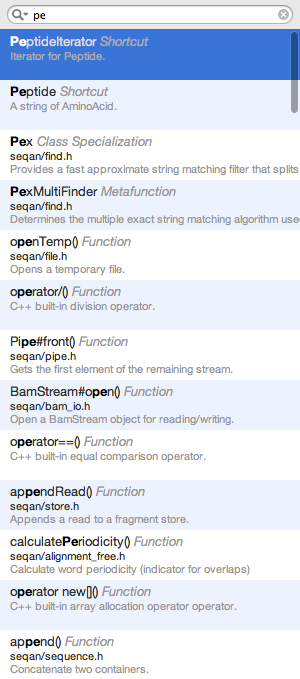 pe
PeptideIterator Shortcut
Iterator for Peptide.
Peptide Shortcut
A string of AminoAcid.
Pex Class Specialization
seqan/find.h
Provides a fast approximate string matching filter that splits
PexMultiFinder Metafunction
seqan/find.h
Determines the multiple exact string matching algorithm use
openTemp() Function
seqan/file.h
Opens a temporary file.
operator/() Function
C++ built-in division operator.
Pipe#front() Function
seqan/pipe.h
Gets the first element of the remaining stream.
BamStream#open() Function
seqan/bam_io.h
Open a BamStream object for reading/writing.
operator==() Function
C++ built-in equal comparison operator.
appendRead() Function
seqan/store.h
Appends a read to a fragment store.
calculatePeriodicity() Function
seqan/alignment_free.h
Calculate word periodicity (indicator for overlaps)
operator new[]() Function
C++ built-in array allocation operator operator.
append() Function
seqan/sequence.h
Concatenate two containers.